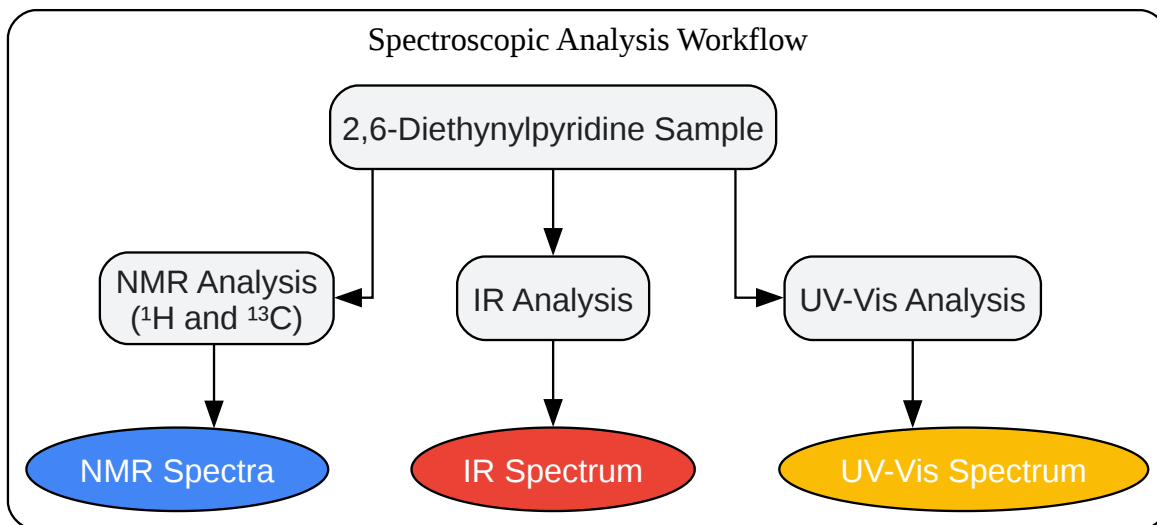 Spectroscopic Analysis Workflow
2,6-Diethynylpyridine Sample
NMR Analysis
(¹H and ¹³C)
IR Analysis
UV-Vis Analysis
NMR Spectra
IR Spectrum
UV-Vis Spectrum